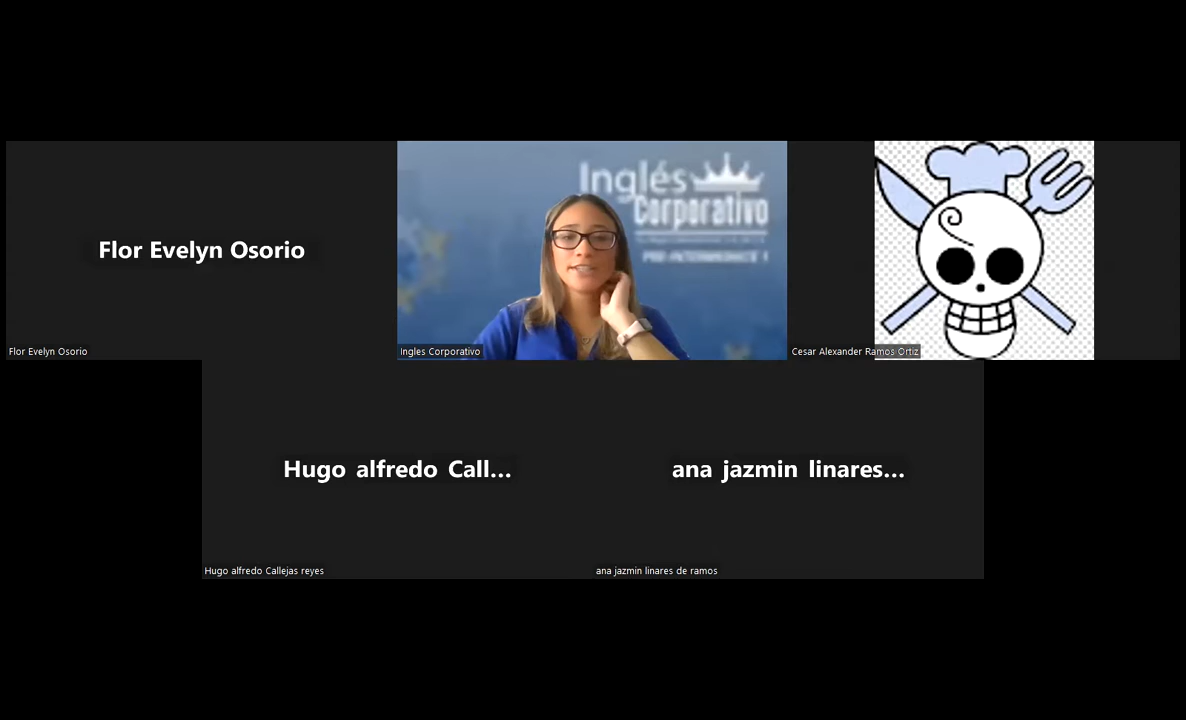 Flor Evelyn Osorio
Flor Evelyn Osorio
Inglés
Corporativo
PRE-INTERMEDIATE 1
Ingles Corporativo
Cesar Alexander Ramos Ortiz
Hugo alfredo Call...
Hugo alfredo Callejas reyes
ana jazmin linares...
ana jazmin linares de ramos